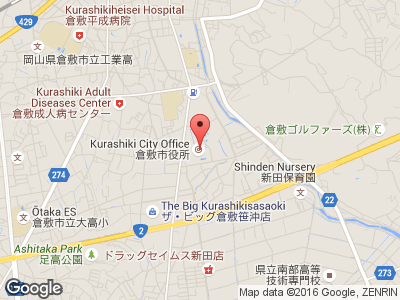 Kurashikiheisei Hospital
倉敷平成病院
429
岡山県倉敷市立工業高
Kurashiki Adult
Diseases Center
倉敷成人病センター
倉敷ゴルファーズ(株)
Kurashiki City Office
倉敷市役所
Shinden Nursery
新田保育園
274
22
Ōtaka ES
倉敷市立大高小
The Big Kurashikisasaoki
ザ・ビッグ倉敷笹沖店
2
Ashitaka Park
足高公園
ドラッグセイムス新田店
県立南部高等
技術専門校
273
Google
Map data ©2016 Google, ZENRIN